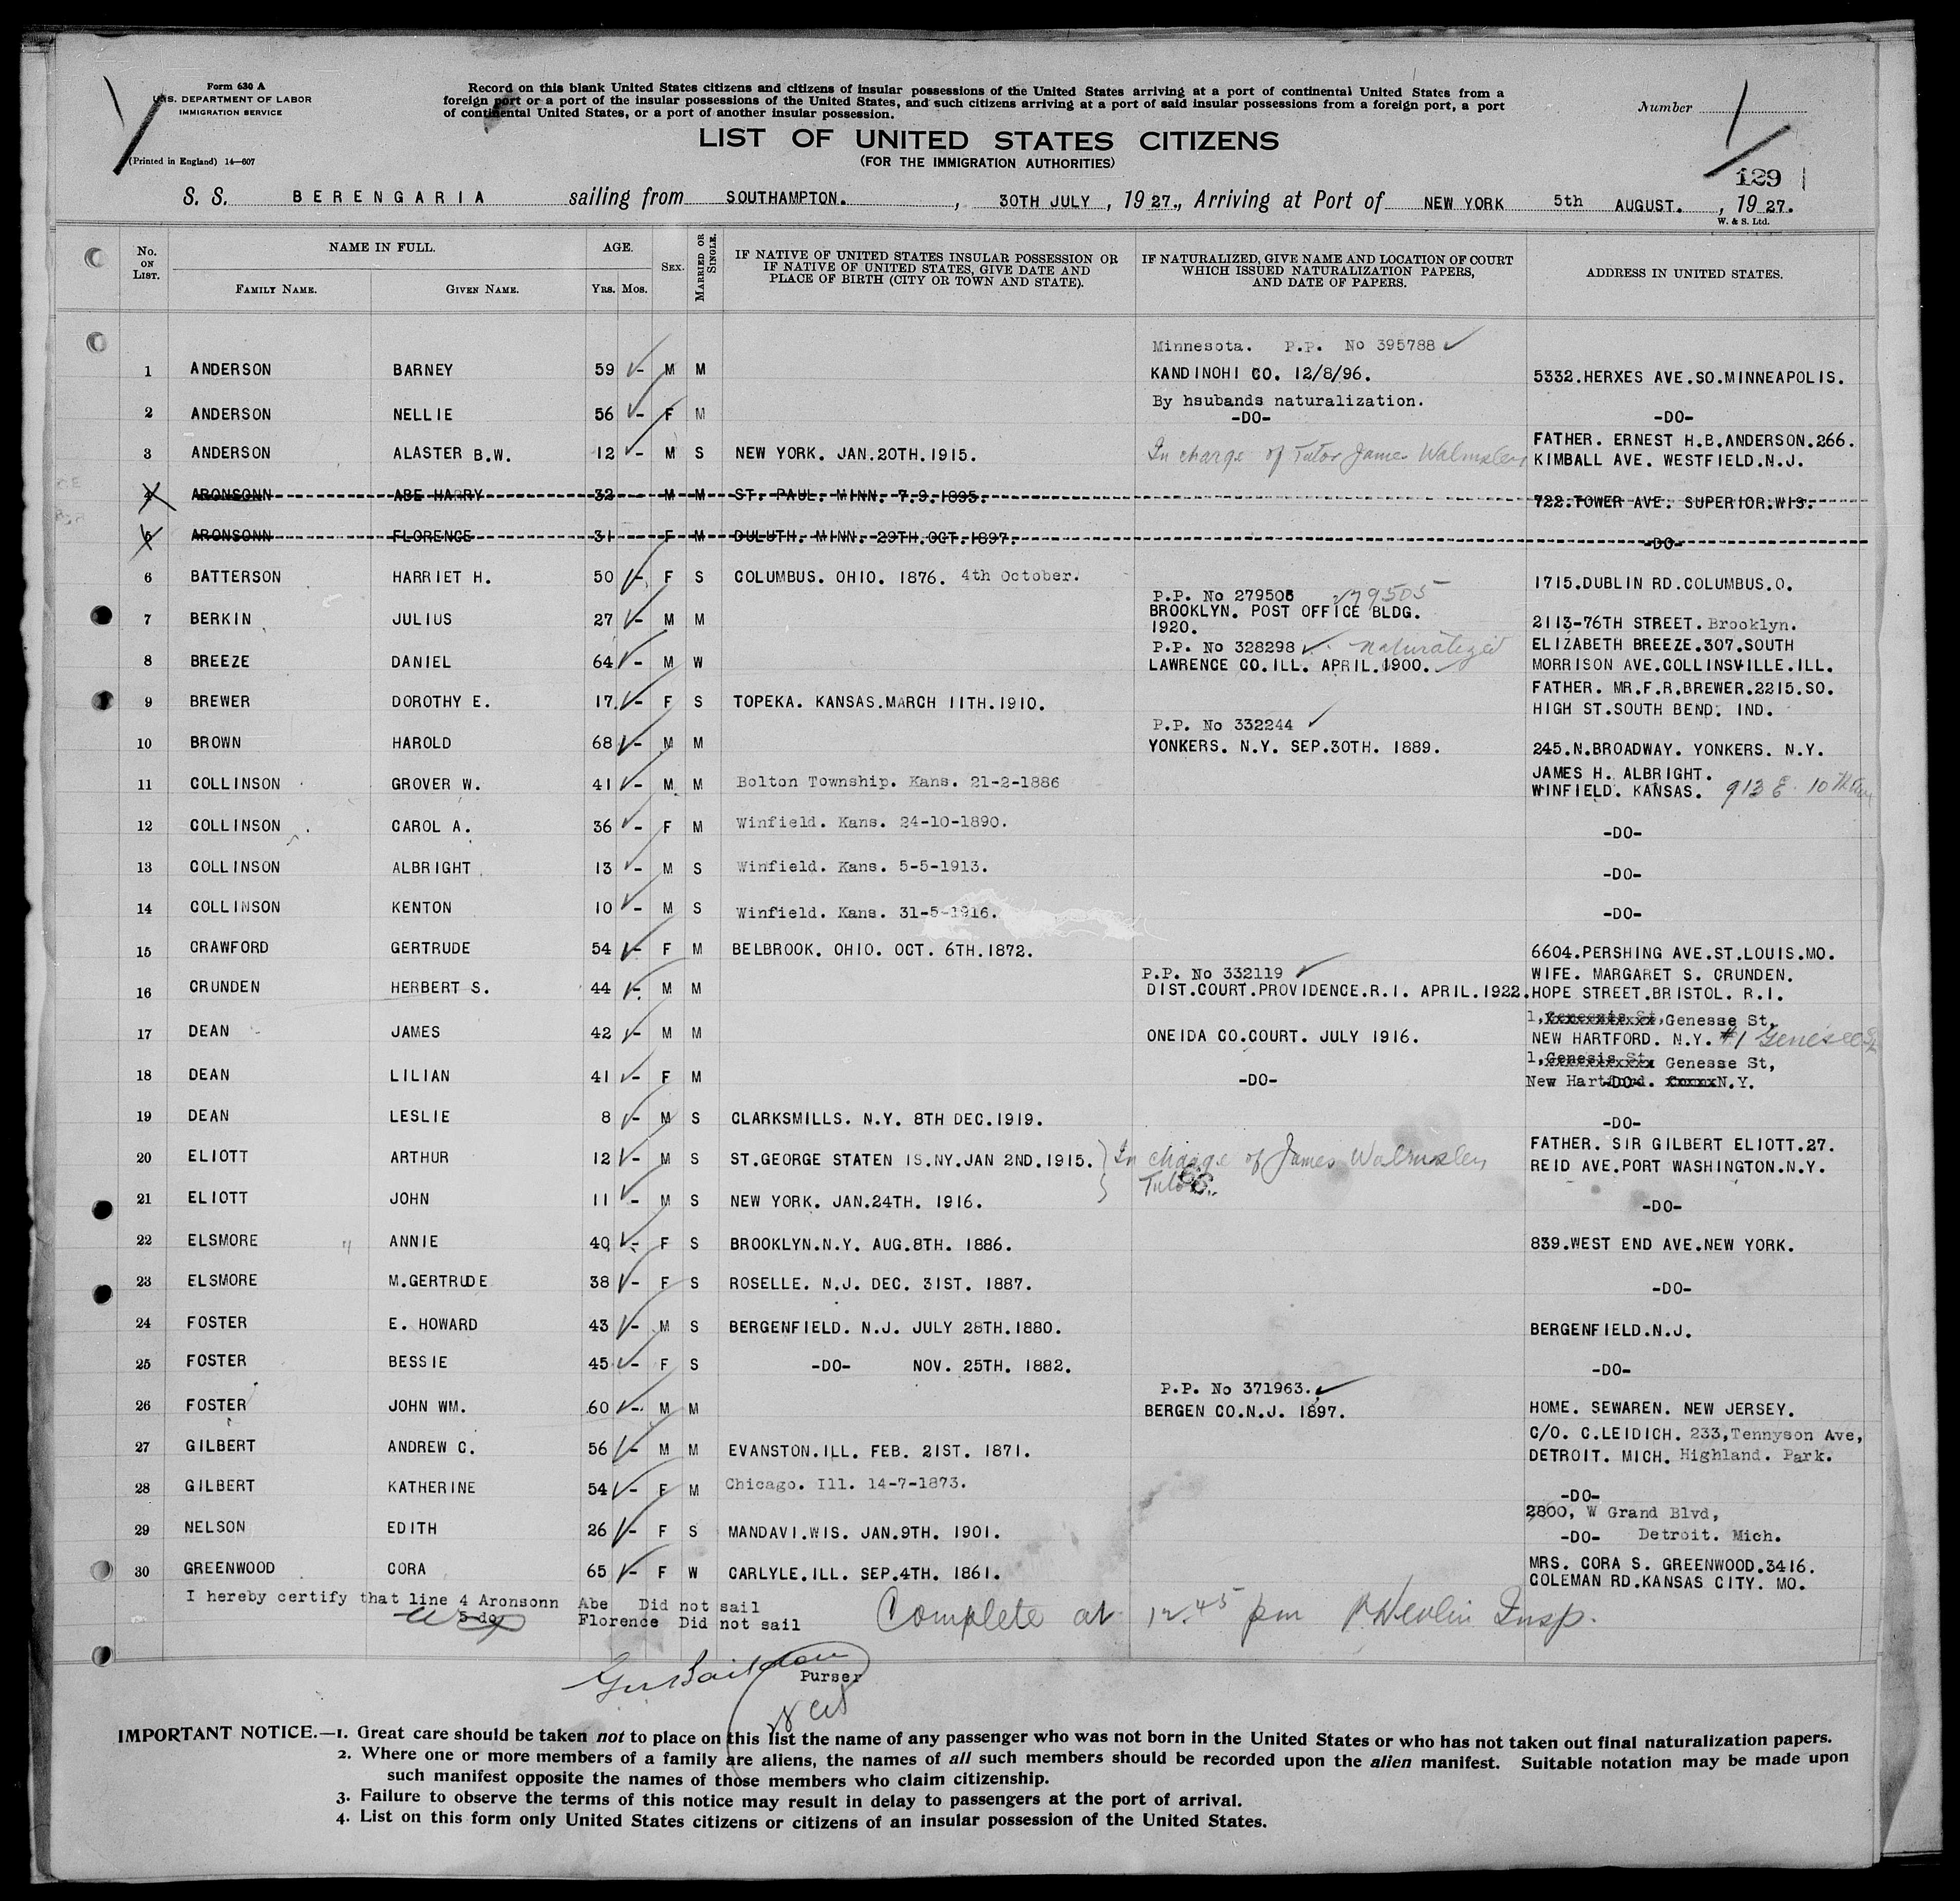 Form 630 A
U.S. DEPARTMENT OF LABOR
IMMIGRATION SERVICE
(Printed in England) 14—607
Record on this blank United States citizens and citizens of insular possessions of the United States arriving at a port of continental United States from a
foreign port or a port of the insular possessions of the United States, and such citizens arriving at a port of said insular possessions from a foreign port, a port
of continental United States, or a port of another insular possession.
Number
LIST OF UNITED STATES CITIZENS
(FOR THE IMMIGRATION AUTHORITIES)
129
S. S. BERENGARIA sailing from SOUTHAMPTON. , 30TH JULY , 1927., Arriving at Port of NEW YORK 5th AUGUST. , 1927.
W. & S. Ltd.
No. ON LIST. NAME IN FULL. FAMILY NAME. GIVEN NAME. AGE. YRS. MOS. SEX. MARRIED OR SINGLE. IF NATIVE OF UNITED STATES INSULAR POSSESSION OR IF NATIVE OF UNITED STATES, GIVE DATE AND PLACE OF BIRTH (CITY OR TOWN AND STATE). IF NATURALIZED, GIVE NAME AND LOCATION OF COURT WHICH ISSUED NATURALIZATION PAPERS, AND DATE OF PAPERS. ADDRESS IN UNITED STATES.
Minnesota. P.P. No 395788
1 ANDERSON BARNEY 59 - M M KANDINOHI CO. 12/8/96. 5332.HERXES AVE.SO.MINNEAPOLIS.
By hsubands naturalization.
2 ANDERSON NELLIE 56 - F M -DO- -DO-
FATHER. ERNEST H.B.ANDERSON.266.
3 ANDERSON ALASTER B.W. 12 - M S NEW YORK. JAN.20TH.1915. In charge of Tutor James Walmsley KIMBALL AVE. WESTFIELD.N.J.
4 ARONSONN ABE HARRY 32 M M ST. PAUL. MINN. 7.9.1895. 722.TOWER AVE. SUPERIOR.WIS.
5 ARONSONN FLORENCE 31 F M DULUTH. MINN. 29TH.OCT.1897. -DO-
6 BATTERSON HARRIET H. 50 - F S COLUMBUS. OHIO. 1876. 4th October. 1715.DUBLIN RD.COLUMBUS.O.
P.P. No 279505 279505
BROOKLYN. POST OFFICE BLDG.
7 BERKIN JULIUS 27 - M M 1920. 2113-76TH STREET. Brooklyn.
P.P. No 328298 naturalized ELIZABETH BREEZE.307.SOUTH
8 BREEZE DANIEL 64 - M W LAWRENCE CO.ILL. APRIL.1900. MORRISON AVE.COLLINSVILLE.ILL.
FATHER. MR.F.R.BREWER.2215.SO.
9 BREWER DOROTHY E. 17 - F S TOPEKA. KANSAS.MARCH 11TH.1910. HIGH ST.SOUTH BEND. IND.
P.P. No 332244
10 BROWN HAROLD 68 - M M YONKERS. N.Y. SEP.30TH. 1889. 245.N.BROADWAY. YONKERS. N.Y.
JAMES H. ALBRIGHT.
11 COLLINSON GROVER W. 41 - M M Bolton Township. Kans. 21-2-1886 WINFIELD. KANSAS. 913 E. 10th
12 COLLINSON CAROL A. 36 - F M Winfield. Kans. 24-10-1890. -DO-
13 COLLINSON ALBRIGHT 13 - M S Winfield. Kans. 5-5-1913. -DO-
14 COLLINSON KENTON 10 - M S Winfield. Kans. 31-5-1916. -DO-
15 CRAWFORD GERTRUDE 54 - F M BELBROOK. OHIO. OCT. 6TH.1872. 6604.PERSHING AVE.ST.LOUIS.MO.
P.P. No 332119 WIFE. MARGARET S. CRUNDEN.
16 CRUNDEN HERBERT S. 44 - M M DIST.COURT.PROVIDENCE.R.I. APRIL.1922. HOPE STREET.BRISTOL. R.I.
1,Genessis St, Genesse St,
17 DEAN JAMES 42 - M M ONEIDA CO.COURT. JULY 1916. NEW HARTFORD. N.Y. #1 Genesee St
1,Genesis St, Genesse St,
18 DEAN LILIAN 41 - F M -DO- New Hartford. N.Y.
19 DEAN LESLIE 8 - M S CLARKSMILLS. N.Y. 8TH DEC.1919. -DO-
FATHER. SIR GILBERT ELIOTT.27.
20 ELIOTT ARTHUR 12 - M S ST.GEORGE STATEN IS.NY.JAN 2ND.1915. In charge of James Walmsley REID AVE.PORT WASHINGTON.N.Y.
Tutor.
21 ELIOTT JOHN 11 - M S NEW YORK. JAN.24TH. 1916. -DO-
22 ELSMORE " ANNIE 40 - F S BROOKLYN.N.Y. AUG.8TH. 1886. 839.WEST END AVE.NEW YORK.
23 ELSMORE M.GERTRUDE 38 - F S ROSELLE. N.J. DEC. 31ST. 1887. -DO-
24 FOSTER E. HOWARD 43 - M S BERGENFIELD. N.J. JULY 28TH.1880. BERGENFIELD.N.J.
25 FOSTER BESSIE 45 - F S -DO- NOV. 25TH. 1882. -DO-
P.P. No 371963.
26 FOSTER JOHN WM. 60 - M M BERGEN CO.N.J. 1897. HOME. SEWAREN. NEW JERSEY.
C/O. C.LEIDICH. 233,Tennyson Ave,
27 GILBERT ANDREW C. 56 - M M EVANSTON.ILL. FEB. 21ST. 1871. DETROIT. MICH. Highland. Park.
28 GILBERT KATHERINE 54 - F M Chicago. Ill. 14-7-1873. -DO-
2800, W Grand Blvd,
29 NELSON EDITH 26 - F S MANDAVI.WIS. JAN.9TH. 1901. -DO- Detroit. Mich.
MRS. CORA S. GREENWOOD.3416.
30 GREENWOOD CORA 65 - F W CARLYLE.ILL. SEP.4TH. 1861. COLEMAN RD.KANSAS CITY. MO.
I hereby certify that line 4 Aronsonn Abe Did not sail
5 do Florence Did not sail
Complete at 12.45 pm Insp.
Purser
IMPORTANT NOTICE.—1. Great care should be taken not to place on this list the name of any passenger who was not born in the United States or who has not taken out final naturalization papers.
2. Where one or more members of a family are aliens, the names of all such members should be recorded upon the alien manifest. Suitable notation may be made upon
such manifest opposite the names of those members who claim citizenship.
3. Failure to observe the terms of this notice may result in delay to passengers at the port of arrival.
4. List on this form only United States citizens or citizens of an insular possession of the United States.